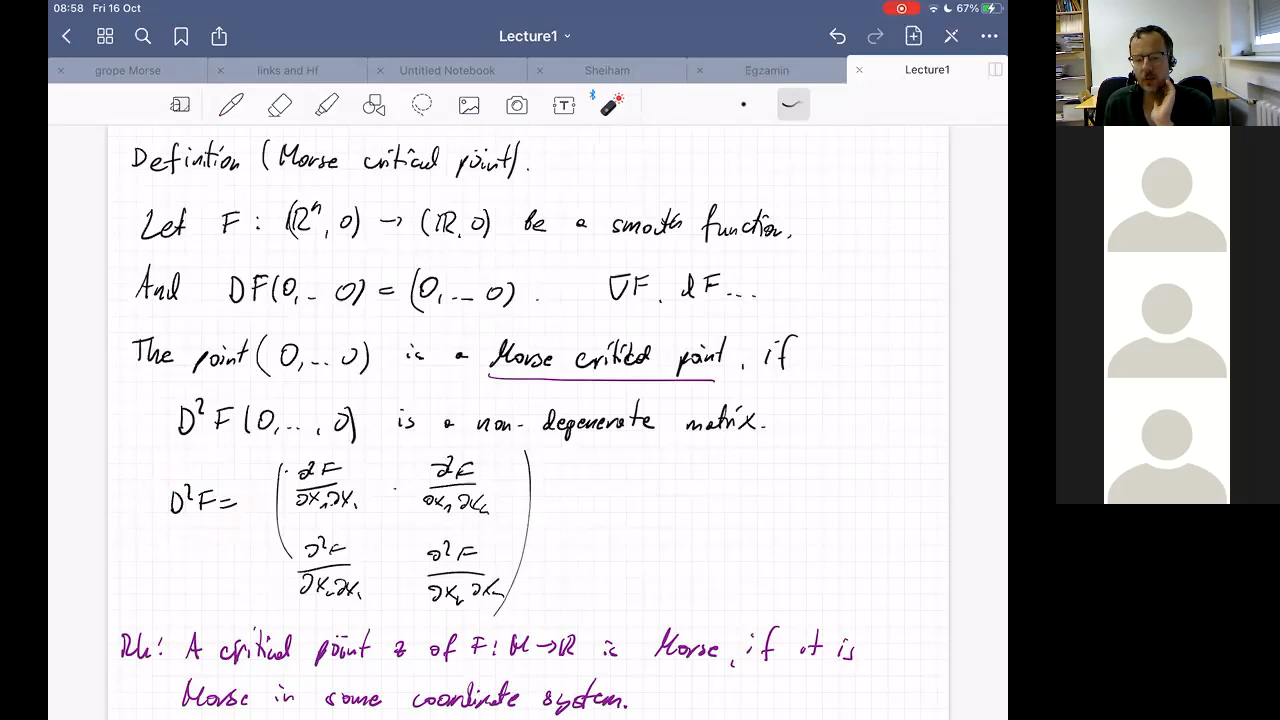 08:58 Fri 16 Oct 67%
Lecture1
grope Morse links and Hf Untitled Notebook Sheiham Egzamin Lecture1
Defintion (Morse critical point).
Let F : (ℝⁿ, 0) → (ℝ, 0) be a smooth function.
And DF(0,.. 0) = (0,... 0). ∇F, dF...
The point (0,... 0) is a Morse critical point, if
D²F(0,..., 0) is a non-degenerate matrix.
D²F =
∂F/∂x₁∂x₁ . ∂²F/∂x₁∂xₙ
∂²F/∂xₙ∂x₁ ∂²F/∂xₙ∂xₙ
Rk: A critical point z of F: M → ℝ is Morse, if it is
Morse in some coordinate system.